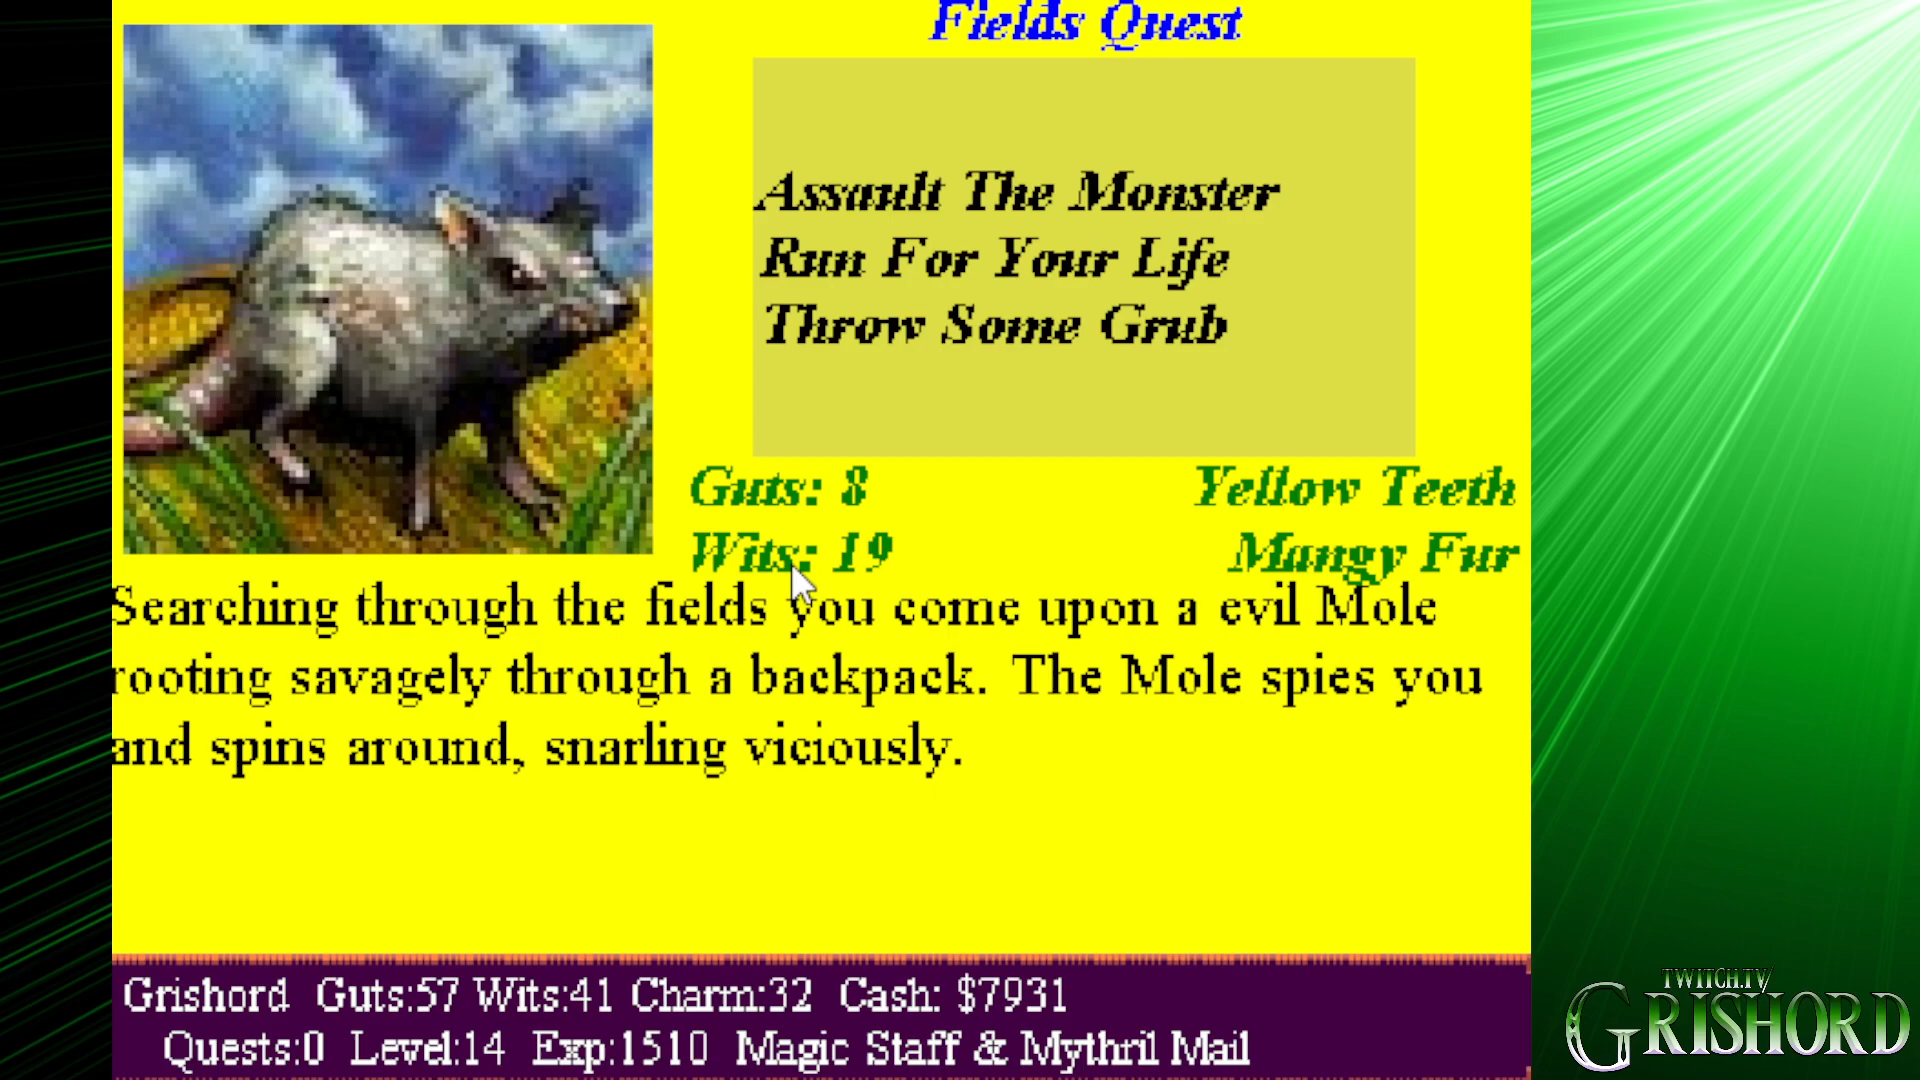 Fields Quest
Assault The Monster
Run For Your Life
Throw Some Grub
Guts: 8
Yellow Teeth
Wits: 19
Mangy Fur
Searching through the fields you come upon a evil Mole
rooting savagely through a backpack. The Mole spies you
and spins around, snarling viciously.
Grishord Guts:57 Wits:41 Charm:32 Cash: $7931
Quests:0 Level:14 Exp:1510 Magic Staff & Mythril Mail
TWITCH.TV/
GRISHORD